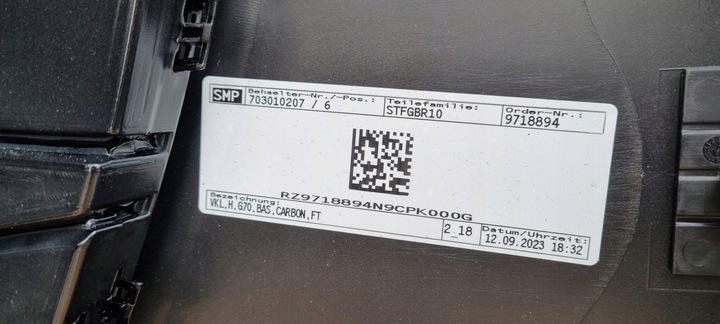 SMP
Behaelter-Nr./-Pos.: Teilefamilie: Order-Nr.:
703010207 / 6 STFGBR10 9718894
RZ9718894N9CPK000G
Bezeichnung: Datum/Uhrzeit:
VKL,H,G70,BAS,CARBON,FT 2_18 12.09.2023 18:32